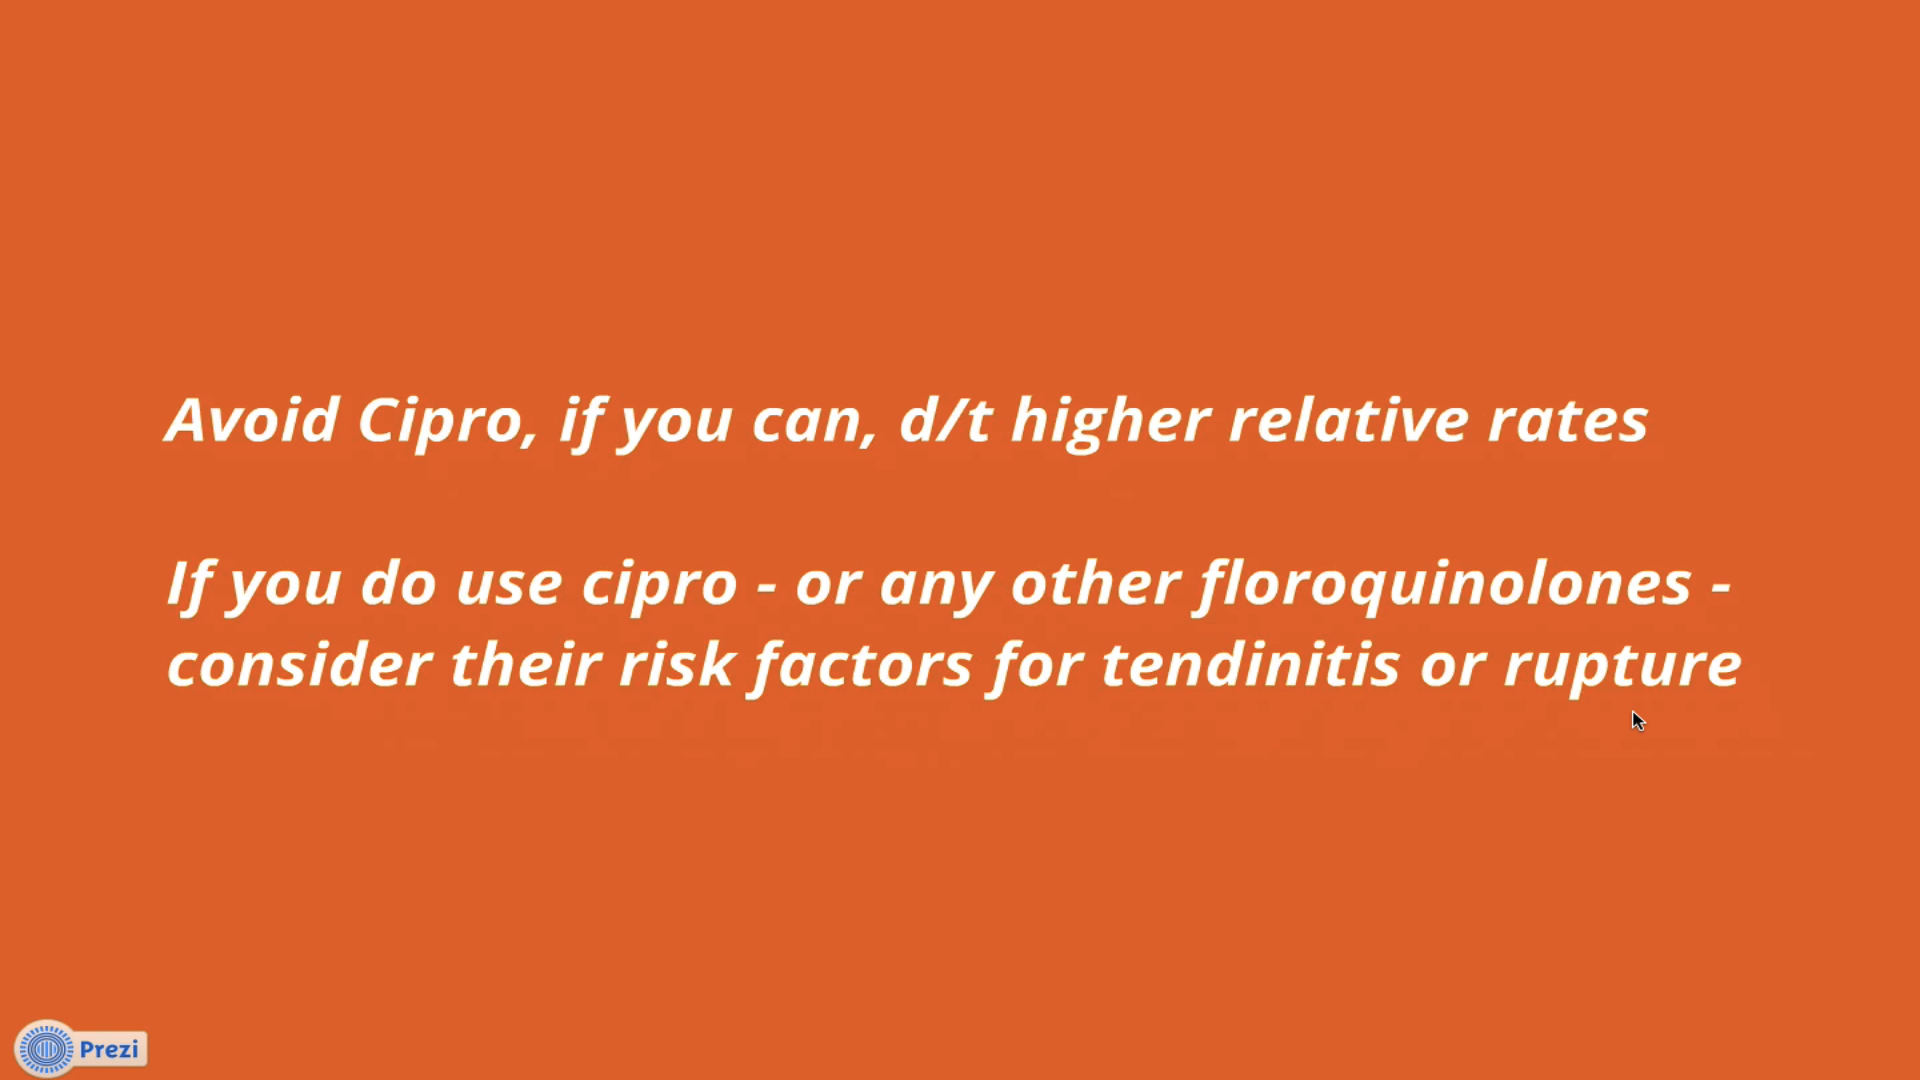 Avoid Cipro, if you can, d/t higher relative rates
If you do use cipro - or any other floroquinolones -
consider their risk factors for tendinitis or rupture
Prezi